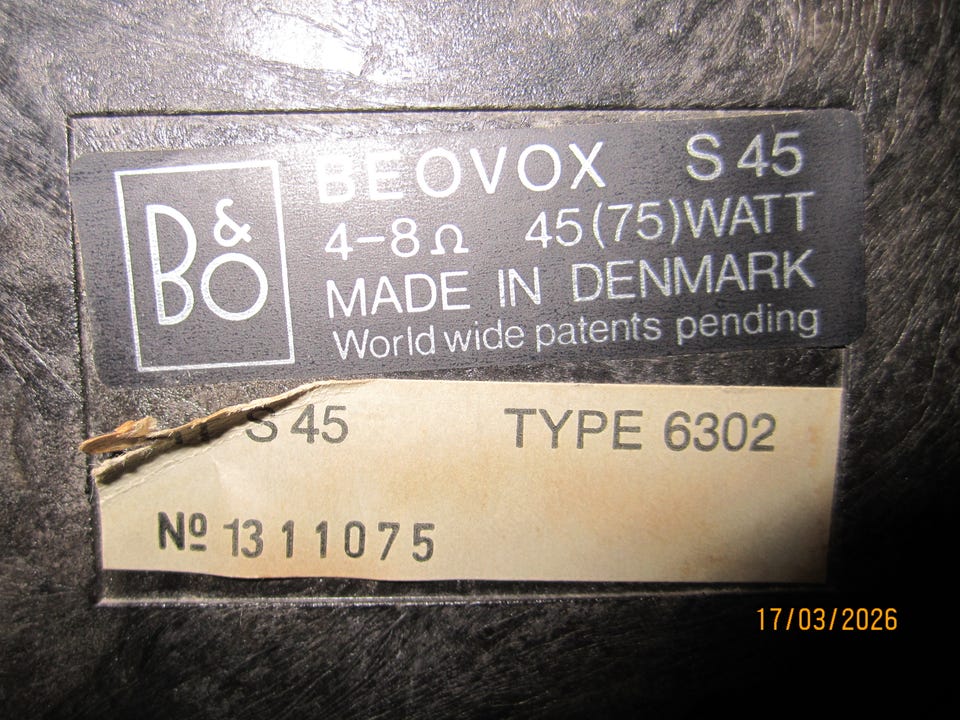 B&O
BEOVOX S 45
4-8Ω 45(75)WATT
MADE IN DENMARK
World wide patents pending
S 45 TYPE 6302
Nº 1311075
17/03/2026